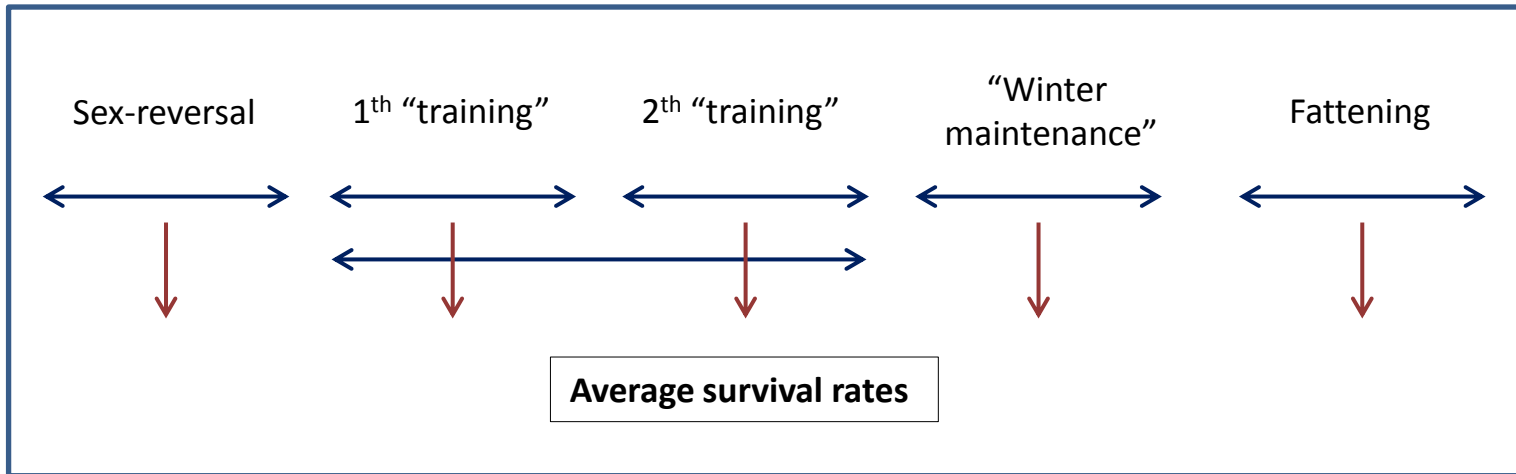 Sex-reversal
1th “training”
2th “training”
“Winter
maintenance”
Fattening
Average survival rates